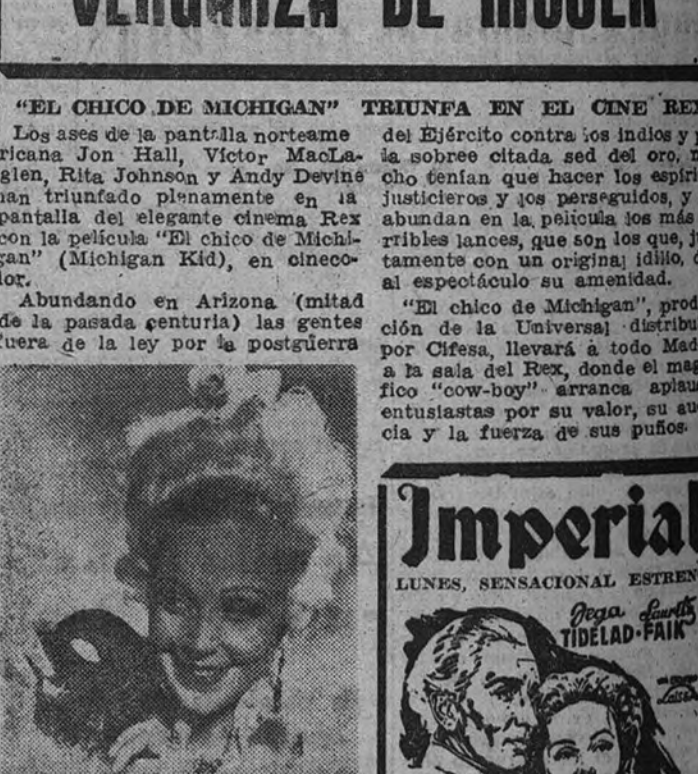 VENGANZA DE MUJER
"EL CHICO DE MICHIGAN" TRIUNFA EN EL CINE RE
Los ases de la pantalla norteame
ricana Jon Hall, Víctor MacLa-
glen, Rita Johnson y Andy Devine
han triunfado plenamente en la
pantalla del elegante cinema Rex
con la película "El chico de Michi-
gan" (Michigan Kid), en cineco-
lor.
Abundando en Arizona (mitad
de la pasada centuria) las gentes
fuera de la ley por la postguerra
del Ejército contra los indios y
la sobree citada sed del oro,
cho tenían que hacer los espíri
justicieros y los perseguidos, y
abundan en la película los más
rribles lances, que son los que, ju
tamente con un original idilio,
al espectáculo su amenidad.
"El chico de Michigan", prod
ción de la Universal distribu
por Cifesa, llevará a todo Mad
a la sala del Rex, donde el mag
fico "cow-boy" arranca aplau
entusiastas por su valor, su au
cia y la fuerza de sus puños.
Imperial
LUNES, SENSACIONAL ESTREN
TIDELAD-FAIK